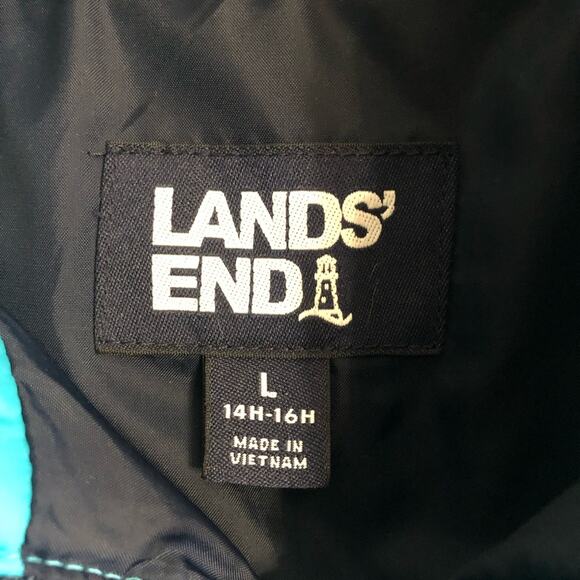 LANDS'
END
L
14H-16H
MADE IN
VIETNAM